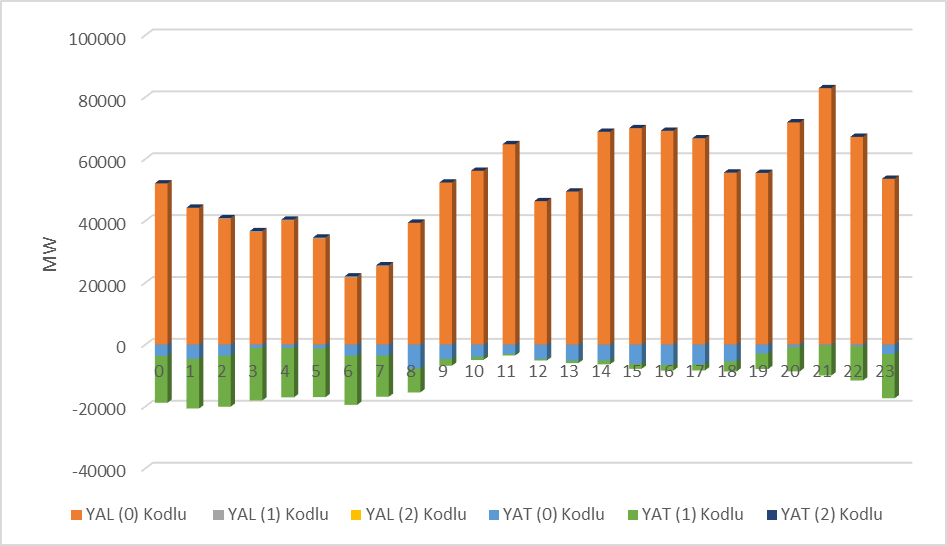 100000
80000
60000
40000
20000
0
-20000
-40000
MW
0 1 2 3 4 5 6 7 8 9 10 11 12 13 14 15 16 17 18 19 20 21 22 23
YAL (0) Kodlu YAL (1) Kodlu YAL (2) Kodlu YAT (0) Kodlu YAT (1) Kodlu YAT (2) Kodlu